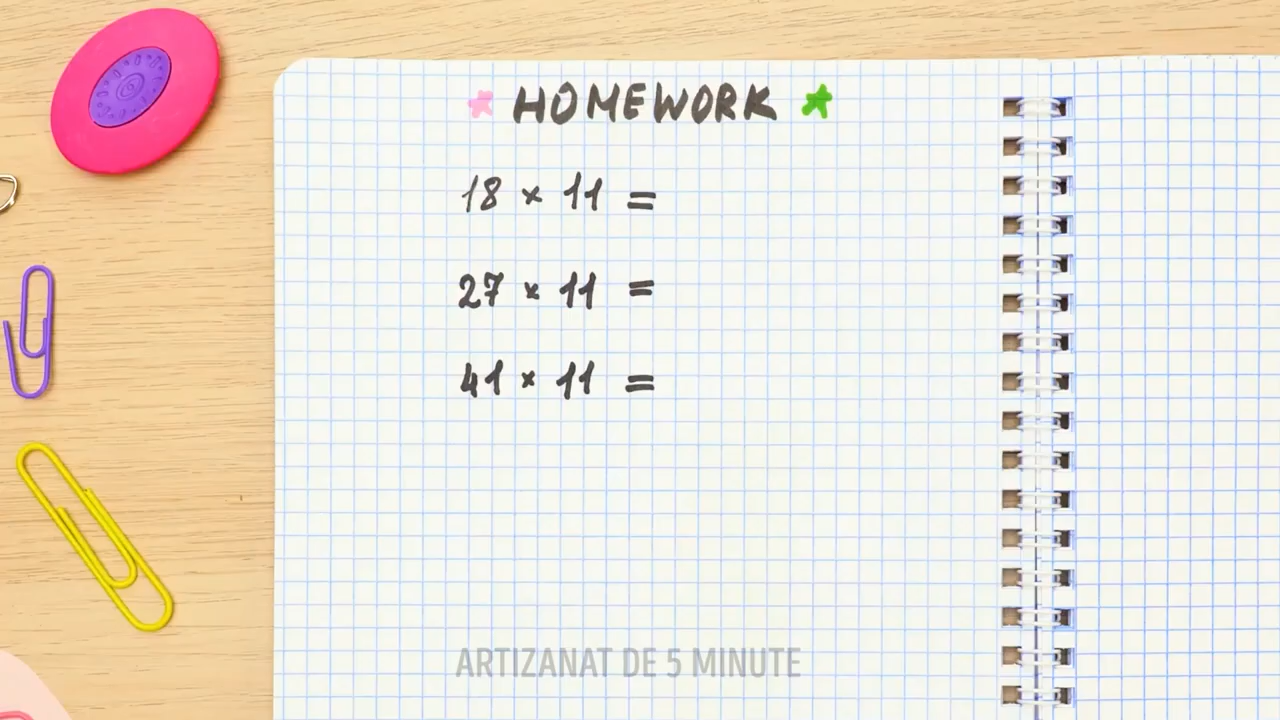 HOMEWORK
18 × 11 =
27 × 11 =
41 × 11 =
ARTIZANAT DE 5 MINUTE